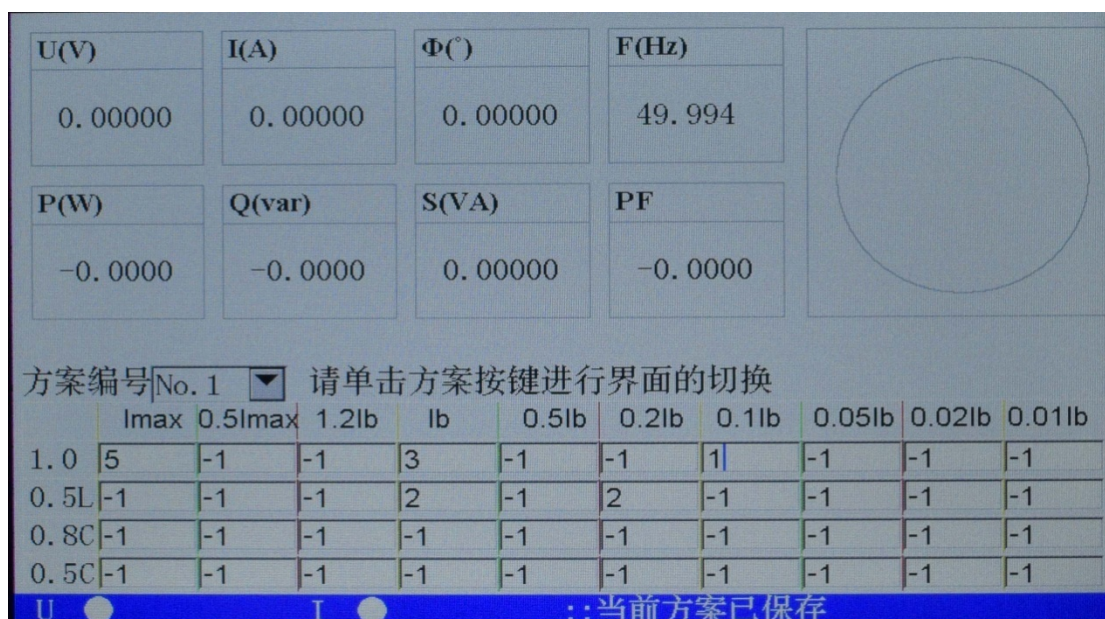 U(V) I(A) Φ(°) F(Hz)
0.00000 0.00000 0.00000 49.994
P(W) Q(var) S(VA) PF
-0.0000 -0.0000 0.00000 -0.0000
方案编号 No.1 请单击方案按键进行界面的切换
Imax 0.5Imax 1.2Ib Ib 0.5Ib 0.2Ib 0.1Ib 0.05Ib 0.02Ib 0.01Ib
1.0 5 -1 -1 3 -1 -1 1 -1 -1 -1
0.5L -1 -1 -1 2 -1 2 -1 -1 -1 -1
0.8C -1 -1 -1 -1 -1 -1 -1 -1 -1 -1
0.5C -1 -1 -1 -1 -1 -1 -1 -1 -1 -1
U I ::当前方案已保存